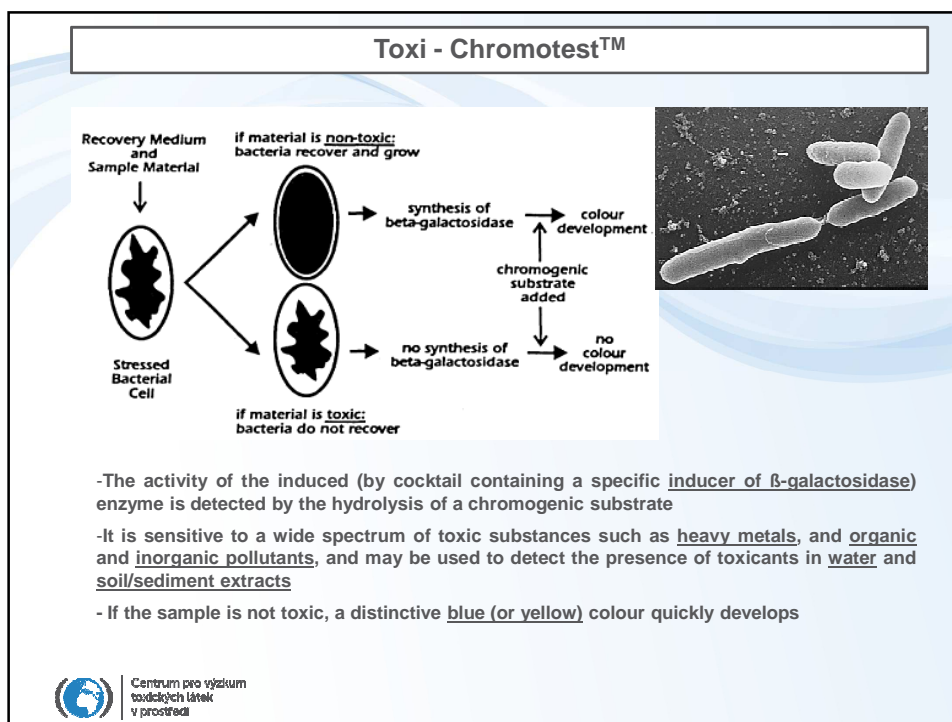 Toxi - Chromotest™
Recovery Medium
and
Sample Material
Stressed
Bacterial
Cell
if material is non-toxic:
bacteria recover and grow
synthesis of
beta-galactosidase
colour
development
chromogenic
substrate
added
no synthesis of
beta-galactosidase
no
colour
development
if material is toxic:
bacteria do not recover
-The activity of the induced (by cocktail containing a specific inducer of ß-galactosidase)
enzyme is detected by the hydrolysis of a chromogenic substrate
-It is sensitive to a wide spectrum of toxic substances such as heavy metals, and organic
and inorganic pollutants, and may be used to detect the presence of toxicants in water and
soil/sediment extracts
- If the sample is not toxic, a distinctive blue (or yellow) colour quickly develops
Centrum pro výzkum
toxických látek
v prostředí